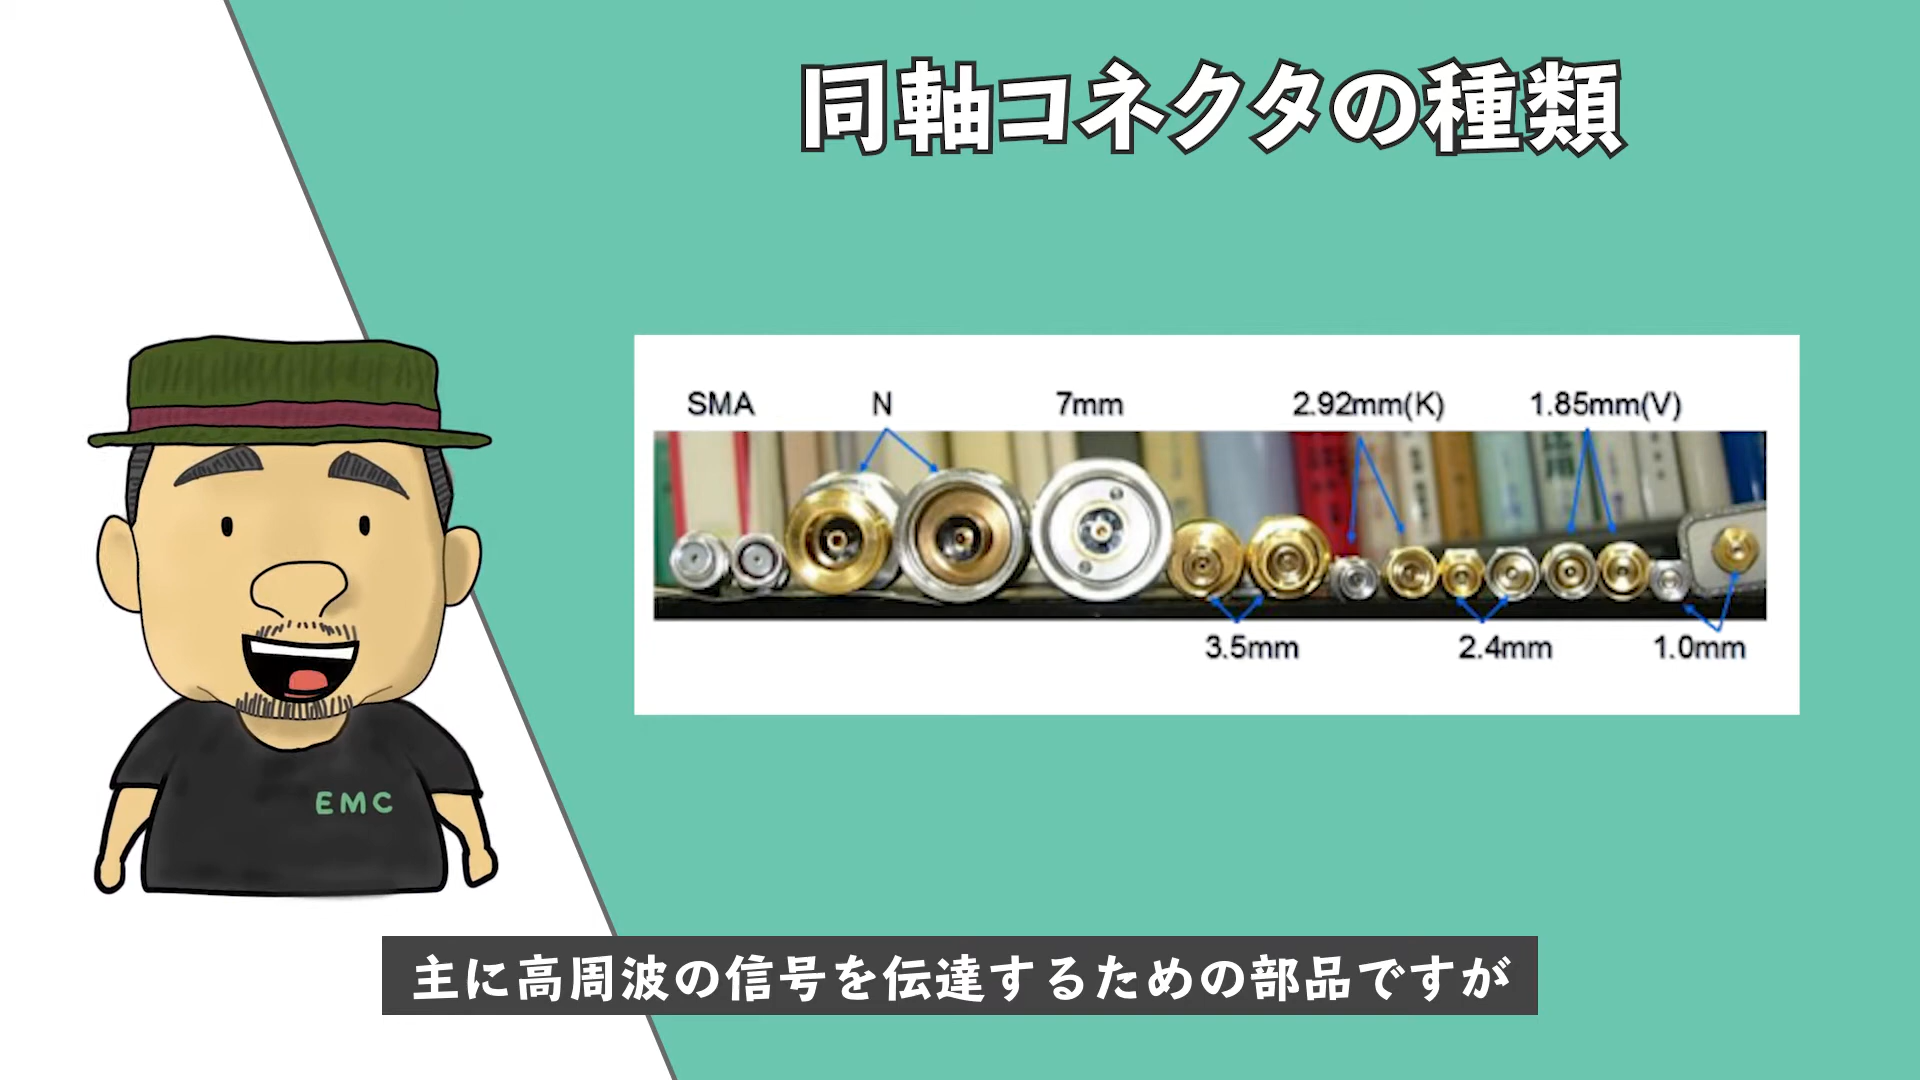 同軸コネクタの種類
SMA N 7mm 2.92mm(K) 1.85mm(V)
3.5mm 2.4mm 1.0mm
EMC
主に高周波の信号を伝達するための部品ですが